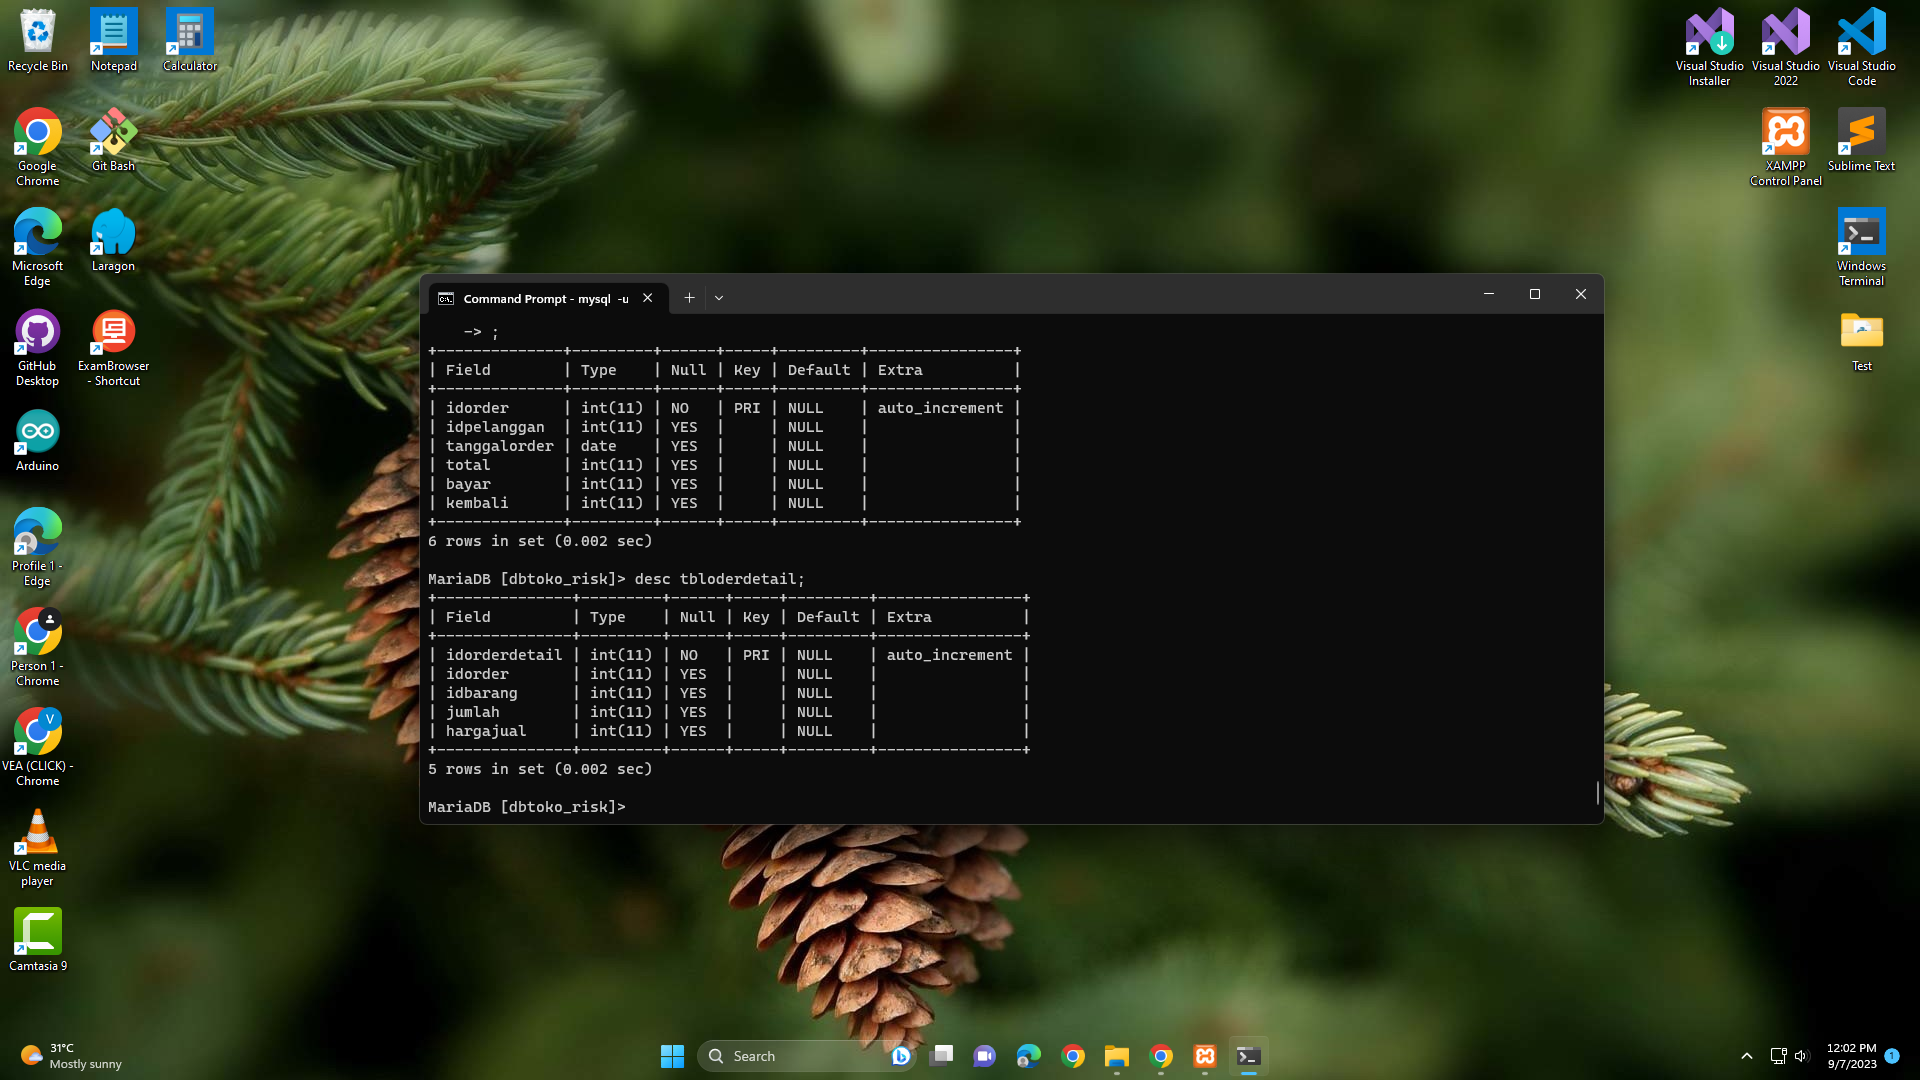 Recycle Bin
Notepad
Calculator
Google
Chrome
Git Bash
Microsoft
Edge
Laragon
GitHub
Desktop
ExamBrowser
- Shortcut
Arduino
Profile 1 -
Edge
Person 1 -
Chrome
V
VEA (CLICK) -
Chrome
VLC media
player
Camtasia 9
Visual Studio
Installer
Visual Studio
2022
Visual Studio
Code
XAMPP
Control Panel
Sublime Text
Windows
Terminal
Test
Command Prompt - mysql  -u
    -> ;
+--------------+---------+------+-----+---------+----------------+
| Field        | Type    | Null | Key | Default | Extra          |
+--------------+---------+------+-----+---------+----------------+
| idorder      | int(11) | NO   | PRI | NULL    | auto_increment |
| idpelanggan  | int(11) | YES  |     | NULL    |                |
| tanggalorder | date    | YES  |     | NULL    |                |
| total        | int(11) | YES  |     | NULL    |                |
| bayar        | int(11) | YES  |     | NULL    |                |
| kembali      | int(11) | YES  |     | NULL    |                |
+--------------+---------+------+-----+---------+----------------+
6 rows in set (0.002 sec)
MariaDB [dbtoko_risk]> desc tbloderdetail;
+---------------+---------+------+-----+---------+----------------+
| Field         | Type    | Null | Key | Default | Extra          |
+---------------+---------+------+-----+---------+----------------+
| idorderdetail | int(11) | NO   | PRI | NULL    | auto_increment |
| idorder       | int(11) | YES  |     | NULL    |                |
| idbarang      | int(11) | YES  |     | NULL    |                |
| jumlah        | int(11) | YES  |     | NULL    |                |
| hargajual     | int(11) | YES  |     | NULL    |                |
+---------------+---------+------+-----+---------+----------------+
5 rows in set (0.002 sec)
MariaDB [dbtoko_risk]>
31°C
Mostly sunny
Search
12:02 PM
9/7/2023
1